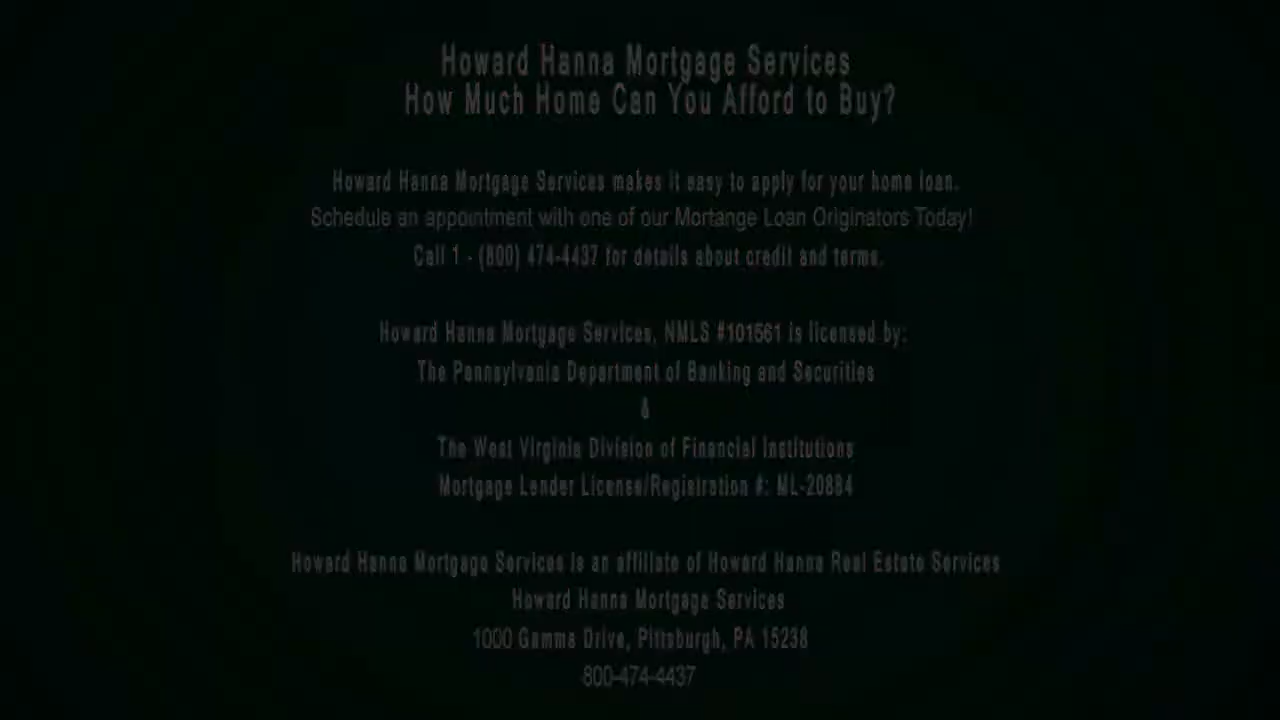 Howard Hanna Mortgage Services
How Much Home Can You Afford to Buy?
Howard Hanna Mortgage Services makes it easy to apply for your home loan.
Schedule an appointment with one of our Mortange Loan Originators Today!
Call 1 - (800) 474-4437 for details about credit and terms.
Howard Hanna Mortgage Services, NMLS #101561 is licensed by:
The Pennsylvania Department of Banking and Securities
&
The West Virginia Division of Financial Institutions
Mortgage Lender License/Registration #: ML-20884
Howard Hanna Mortgage Services is an affiliate of Howard Hanna Real Estate Services
Howard Hanna Mortgage Services
1000 Gamma Drive, Pittsburgh, PA 15238
800-474-4437